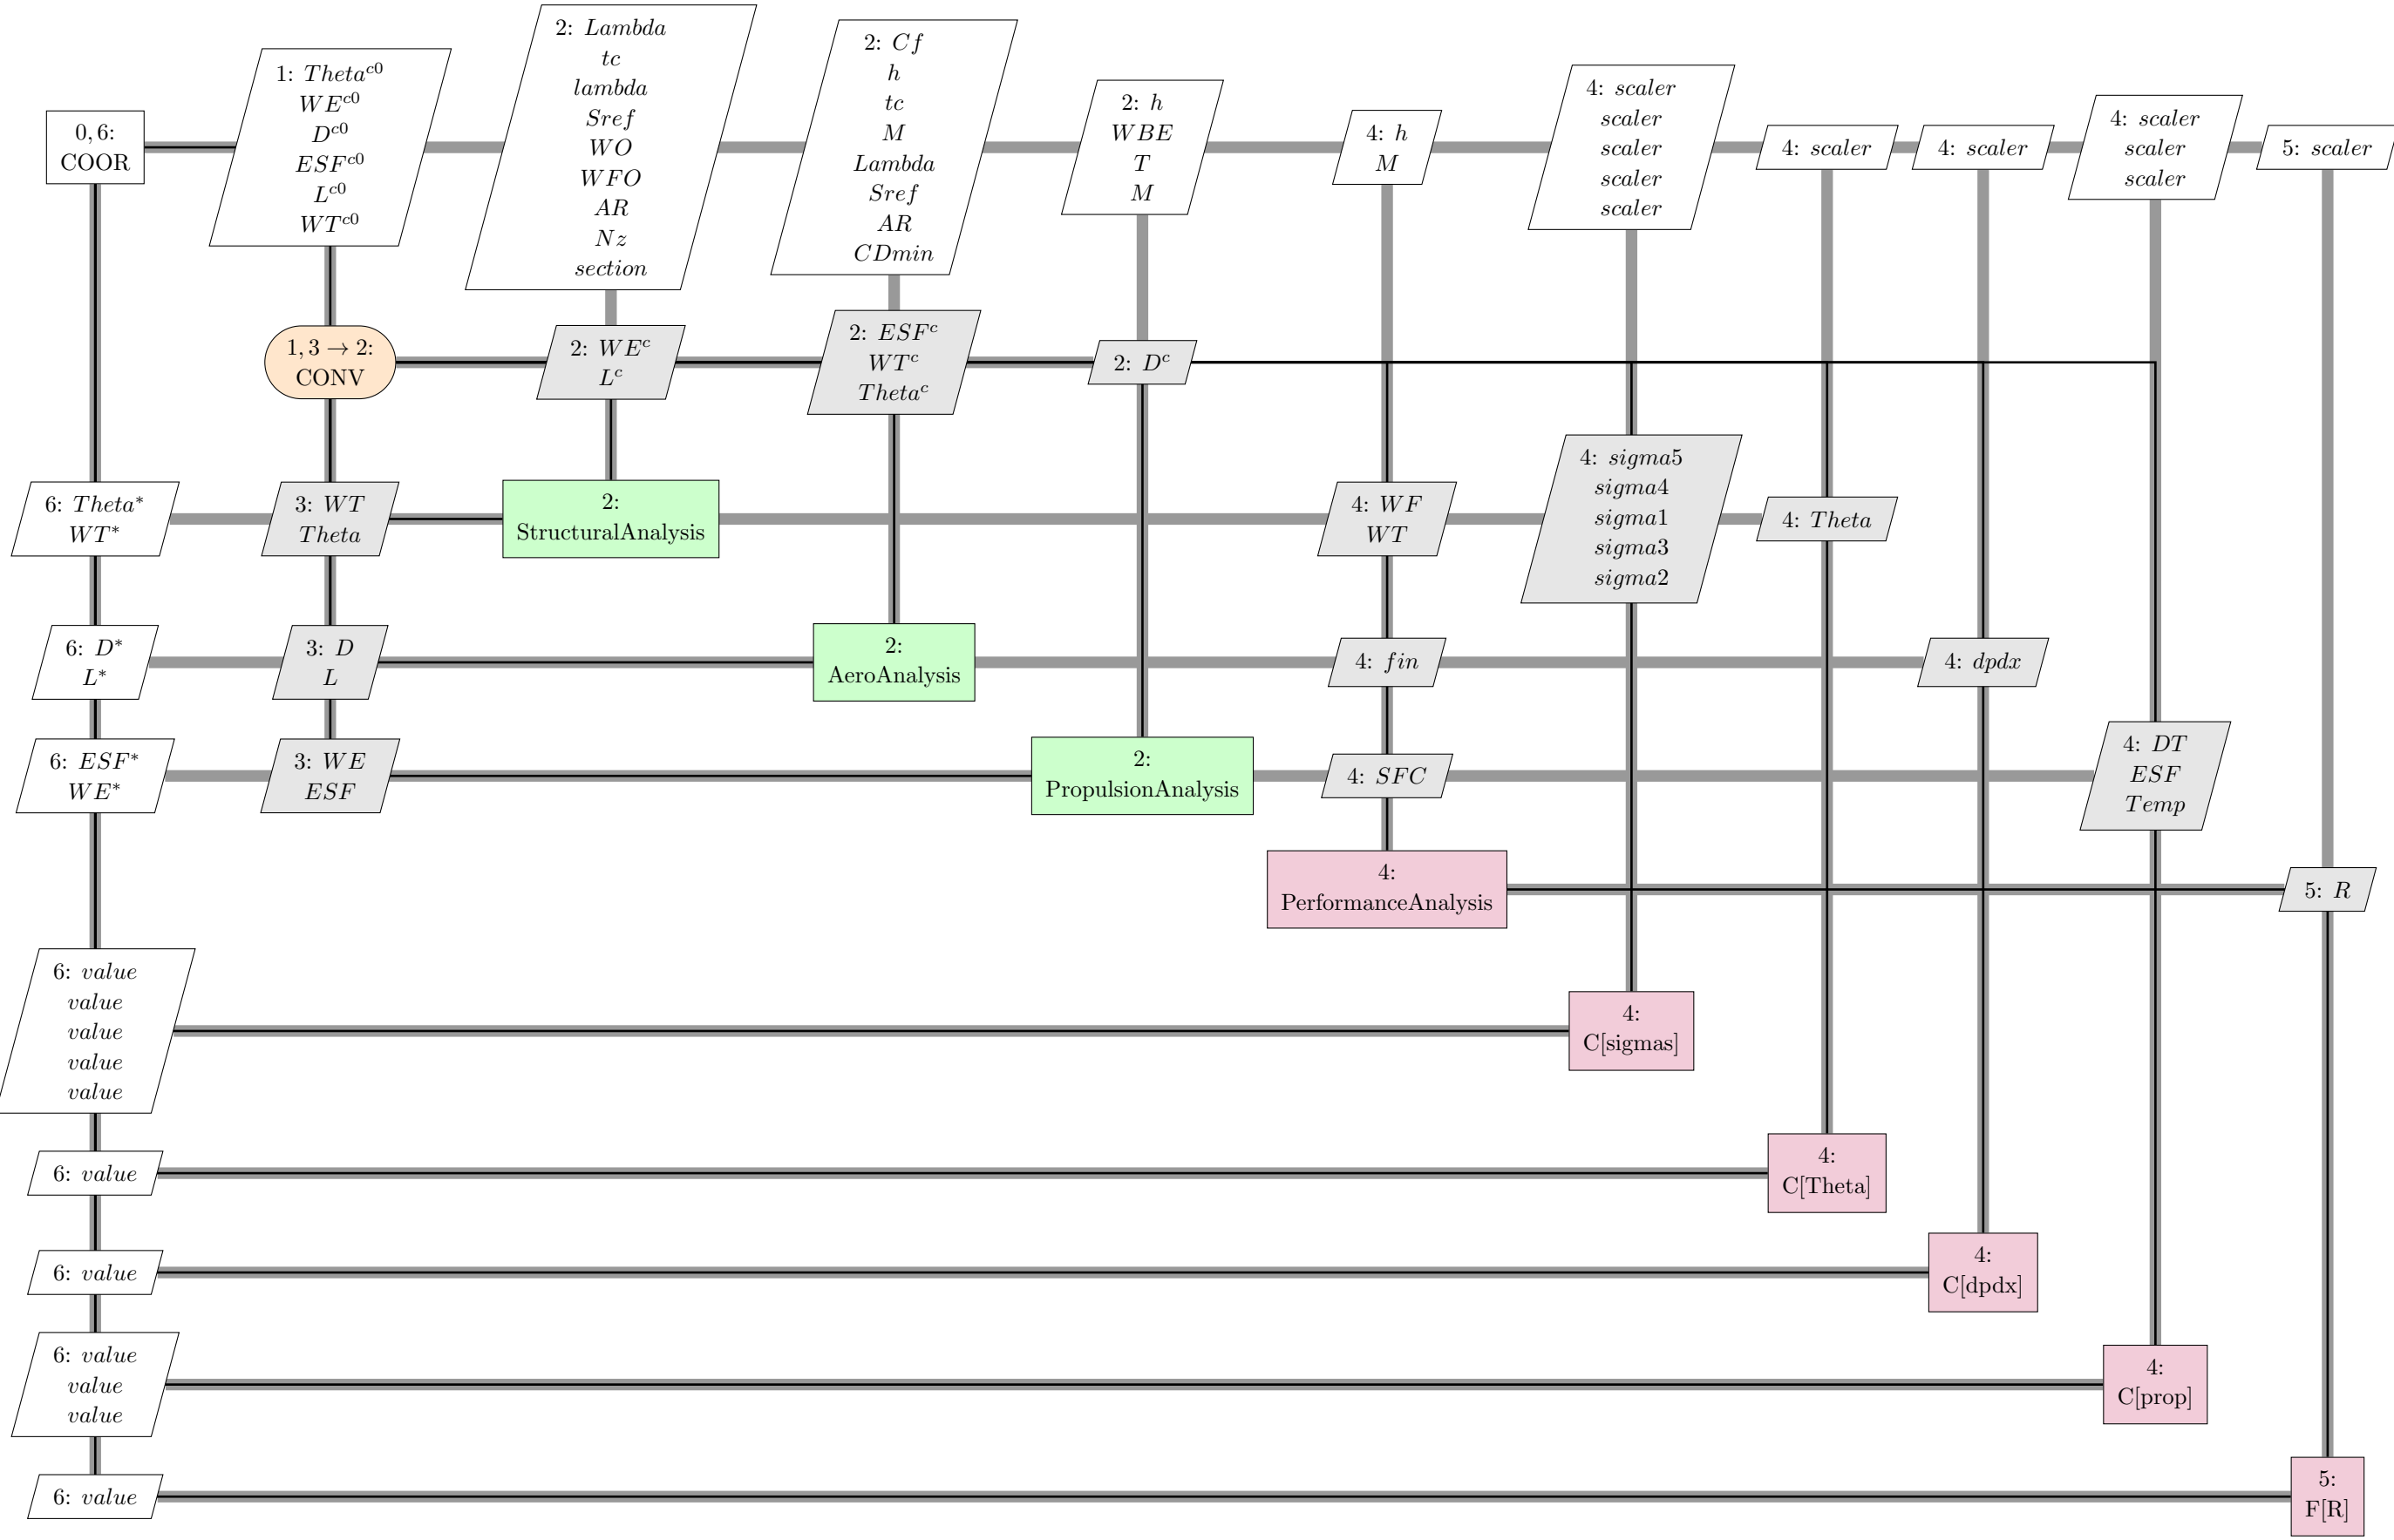 0, 6:
COOR
1: Theta^{c0}
WE^{c0}
D^{c0}
ESF^{c0}
L^{c0}
WT^{c0}
2: Lambda
tc
lambda
Sref
WO
WFO
AR
Nz
section
2: Cf
h
tc
M
Lambda
Sref
AR
CDmin
2: h
WBE
T
M
4: h
M
4: scaler
scaler
scaler
scaler
scaler
4: scaler
4: scaler
4: scaler
scaler
scaler
5: scaler
1, 3 → 2:
CONV
2: WE^c
L^c
2: ESF^c
WT^c
Theta^c
2: D^c
6: Theta*
WT*
3: WT
Theta
2:
StructuralAnalysis
4: WF
WT
4: sigma5
sigma4
sigma1
sigma3
sigma2
4: Theta
6: D*
L*
3: D
L
2:
AeroAnalysis
4: fin
4: dpdx
6: ESF*
WE*
3: WE
ESF
2:
PropulsionAnalysis
4: SFC
4: DT
ESF
Temp
4:
PerformanceAnalysis
5: R
6: value
value
value
value
value
4:
C[sigmas]
6: value
4:
C[Theta]
6: value
4:
C[dpdx]
6: value
value
value
4:
C[prop]
6: value
5:
F[R]